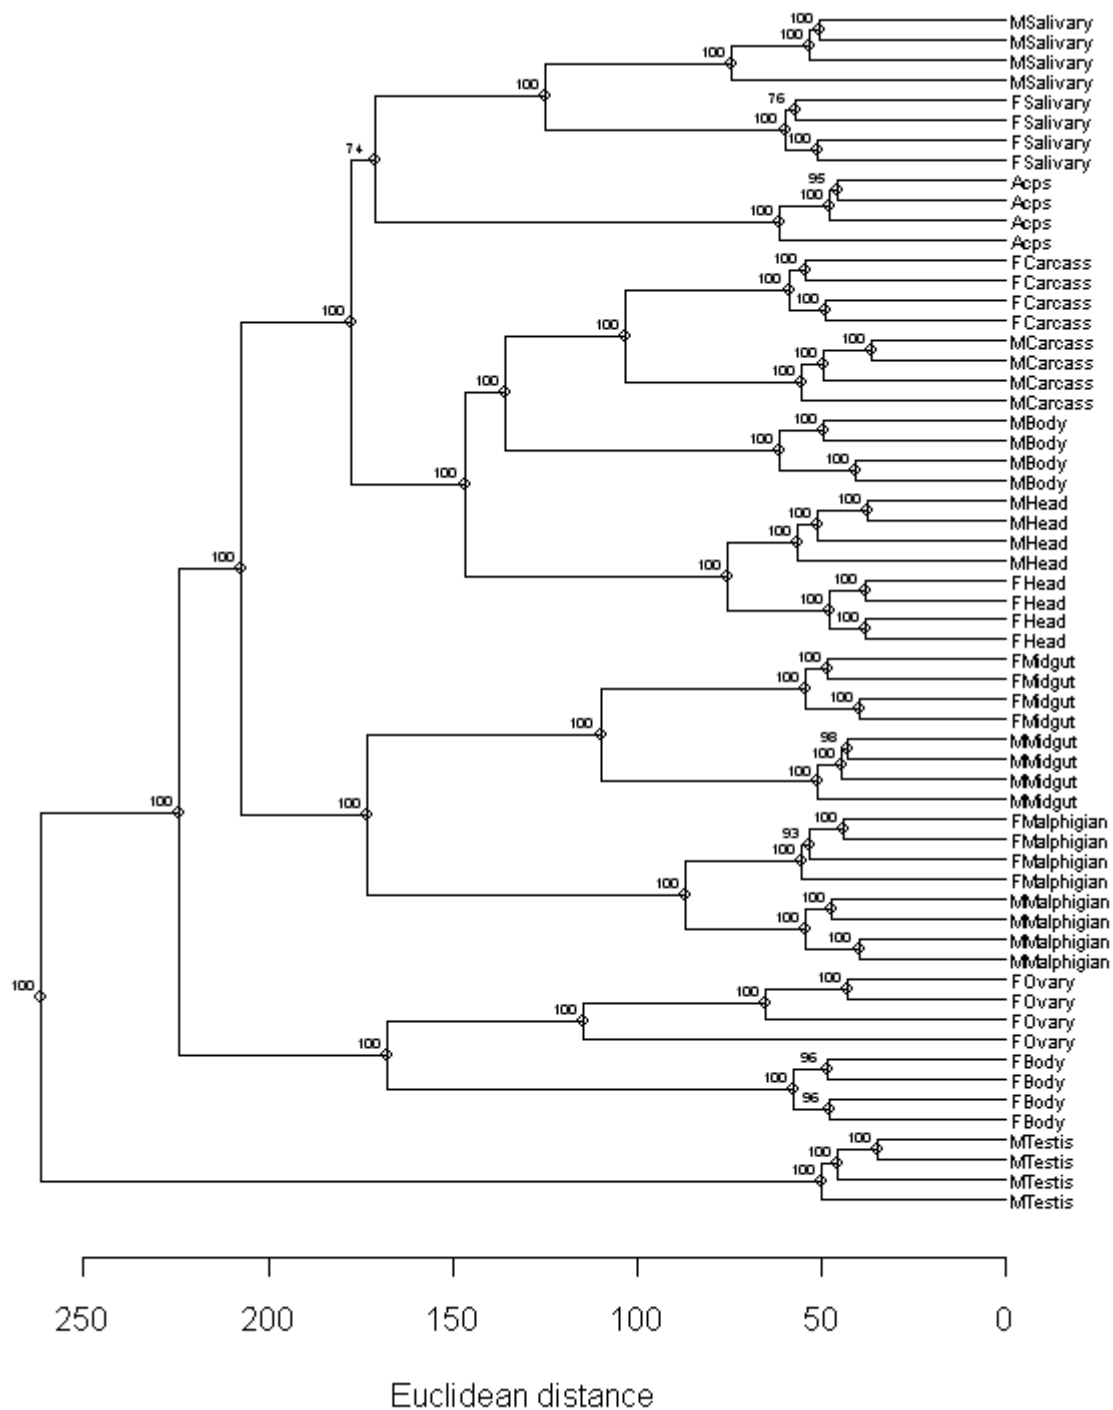 100 MSalivary
100 MSalivary
100 MSalivary
MSalivary
100 76 FSalivary
100 FSalivary
100 FSalivary
FSalivary
74 95 Acps
100 Acps
100 Acps
Acps
100 FCarcass
100 FCarcass
100 FCarcass
100 100 FCarcass
100 MCarcass
100 MCarcass
100 100 MCarcass
MCarcass
100 MBody
100 MBody
100 100 MBody
MBody
100 MHead
100 MHead
100 MHead
100 100 MHead
100 FHead
100 FHead
100 FHead
FHead
100 FMidgut
100 FMidgut
100 FMidgut
100 FMidgut
98 MMidgut
100 MMidgut
100 MMidgut
100 100 MMidgut
100 FMalphigian
93 FMalphigian
100 FMalphigian
100 FMalphigian
100 MMalphigian
100 MMalphigian
100 MMalphigian
MMalphigian
100 100 FOvary
100 FOvary
100 FOvary
100 FOvary
96 FBody
100 FBody
96 FBody
FBody
100 MTestis
100 MTestis
100 MTestis
MTestis
250 200 150 100 50 0
Euclidean distance